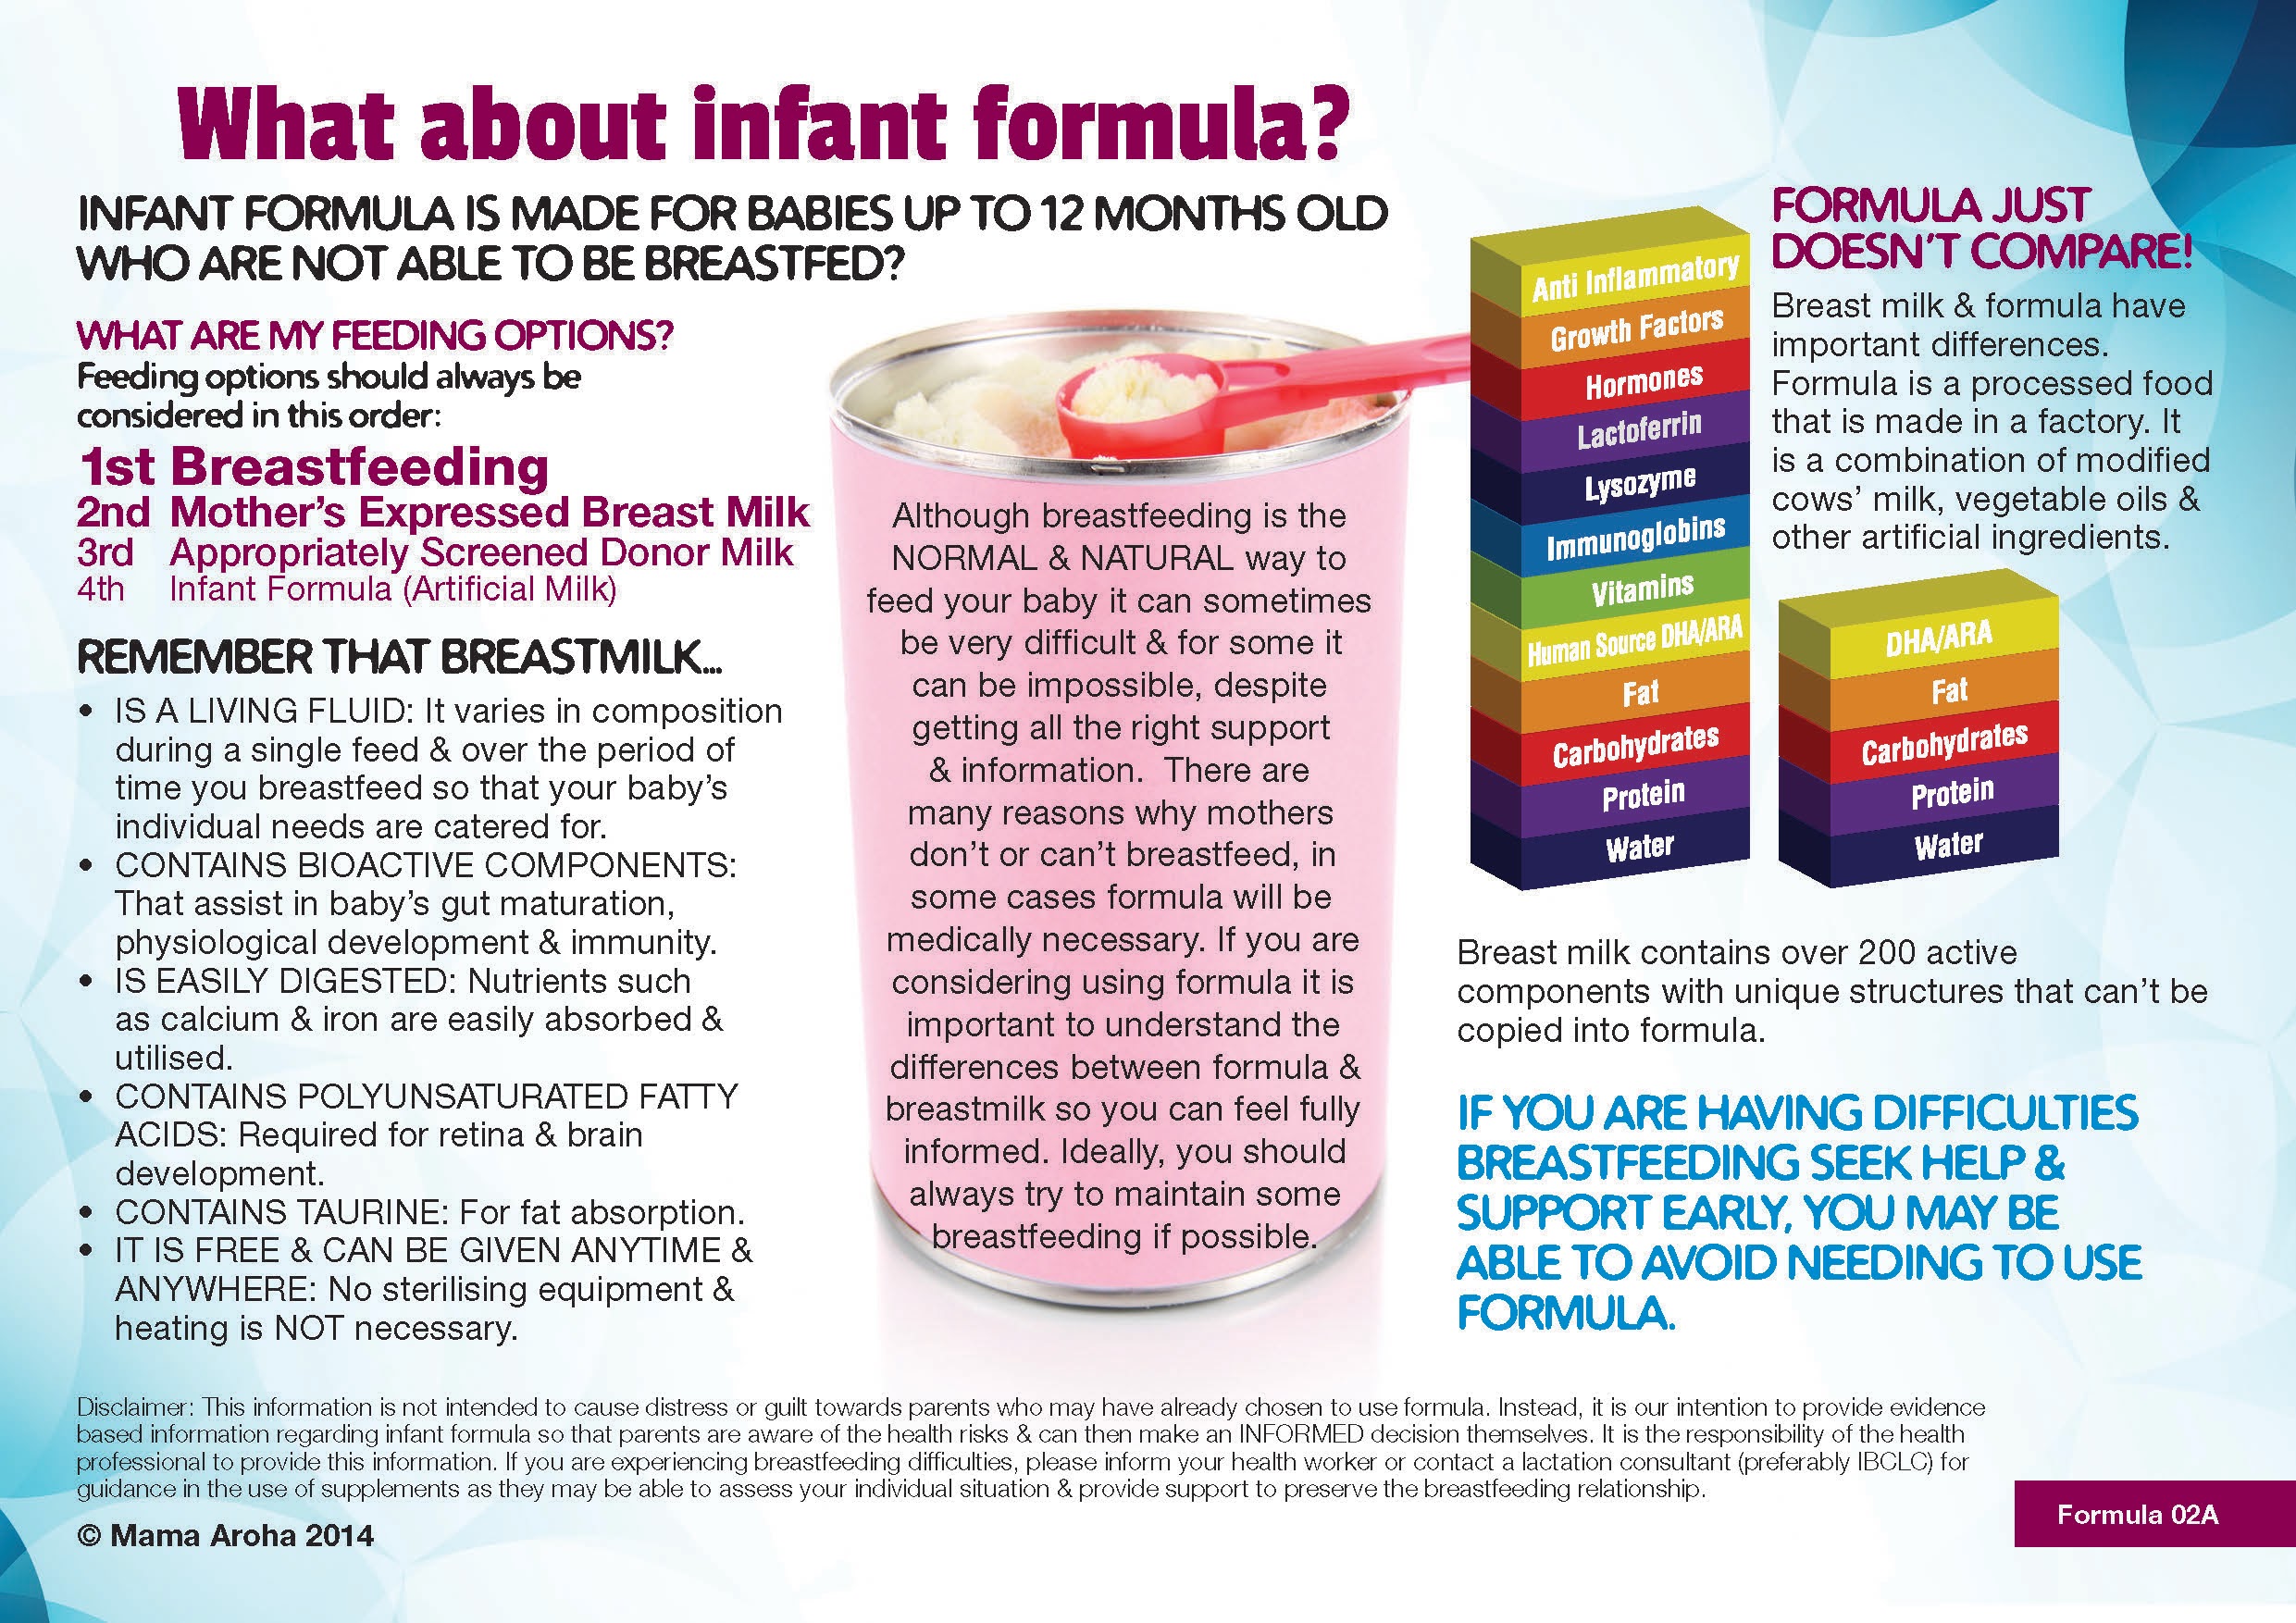 What about infant formula?
INFANT FORMULA IS MADE FOR BABIES UP TO 12 MONTHS OLD
WHO ARE NOT ABLE TO BE BREASTFED?
WHAT ARE MY FEEDING OPTIONS?
Feeding options should always be
considered in this order:
1st Breastfeeding
2nd Mother's Expressed Breast Milk
3rd Appropriately Screened Donor Milk
4th Infant Formula (Artificial Milk)
REMEMBER THAT BREASTMILK...
• IS A LIVING FLUID: It varies in composition
during a single feed & over the period of
time you breastfeed so that your baby's
individual needs are catered for.
• CONTAINS BIOACTIVE COMPONENTS:
That assist in baby's gut maturation,
physiological development & immunity.
• IS EASILY DIGESTED: Nutrients such
as calcium & iron are easily absorbed &
utilised.
• CONTAINS POLYUNSATURATED FATTY
ACIDS: Required for retina & brain
development.
• CONTAINS TAURINE: For fat absorption.
• IT IS FREE & CAN BE GIVEN ANYTIME &
ANYWHERE: No sterilising equipment &
heating is NOT necessary.
Although breastfeeding is the
NORMAL & NATURAL way to
feed your baby it can sometimes
be very difficult & for some it
can be impossible, despite
getting all the right support
& information. There are
many reasons why mothers
don't or can't breastfeed, in
some cases formula will be
medically necessary. If you are
considering using formula it is
important to understand the
differences between formula &
breastmilk so you can feel fully
informed. Ideally, you should
always try to maintain some
breastfeeding if possible.
Anti Inflammatory
Growth Factors
Hormones
Lactoferrin
Lysozyme
Immunoglobins
Vitamins
Human Source DHA/ARA
Fat
Carbohydrates
Protein
Water
FORMULA JUST
DOESN'T COMPARE!
Breast milk & formula have
important differences.
Formula is a processed food
that is made in a factory. It
is a combination of modified
cows' milk, vegetable oils &
other artificial ingredients.
DHA/ARA
Fat
Carbohydrates
Protein
Water
Breast milk contains over 200 active
components with unique structures that can't be
copied into formula.
IF YOU ARE HAVING DIFFICULTIES
BREASTFEEDING SEEK HELP &
SUPPORT EARLY, YOU MAY BE
ABLE TO AVOID NEEDING TO USE
FORMULA.
Disclaimer: This information is not intended to cause distress or guilt towards parents who may have already chosen to use formula. Instead, it is our intention to provide evidence
based information regarding infant formula so that parents are aware of the health risks & can then make an INFORMED decision themselves. It is the responsibility of the health
professional to provide this information. If you are experiencing breastfeeding difficulties, please inform your health worker or contact a lactation consultant (preferably IBCLC) for
guidance in the use of supplements as they may be able to assess your individual situation & provide support to preserve the breastfeeding relationship.
© Mama Aroha 2014
Formula 02A